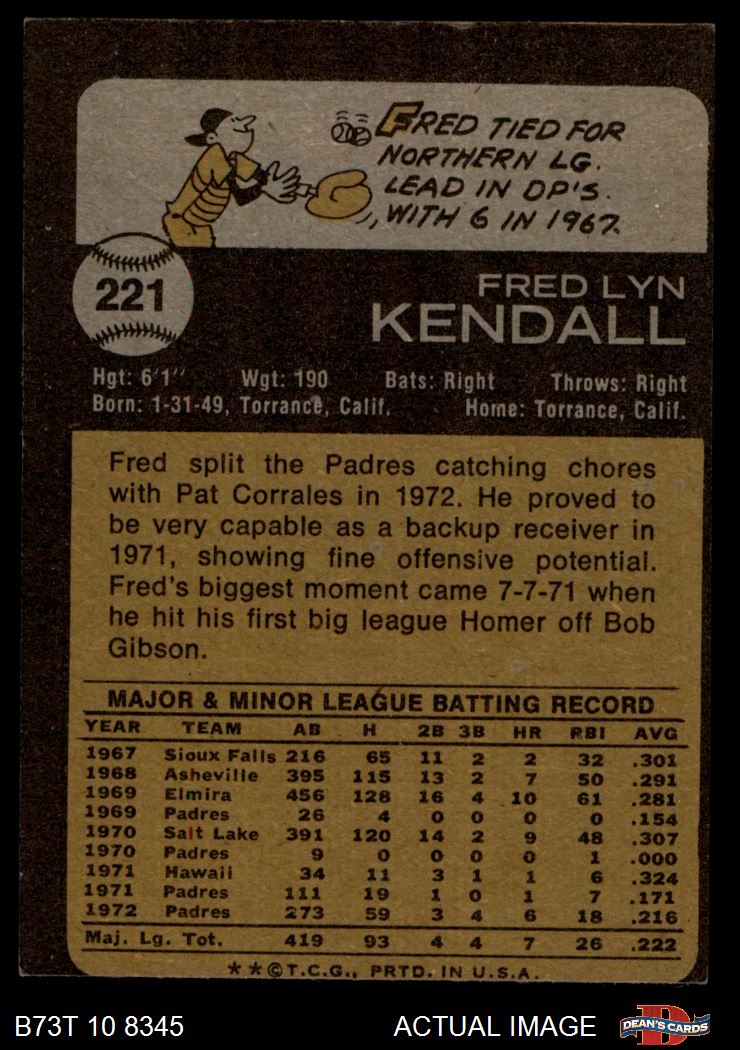 FRED TIED FOR
NORTHERN LG.
LEAD IN DP'S.
WITH 6 IN 1967.
221
FRED LYN
KENDALL
Hgt: 6'1" Wgt: 190 Bats: Right Throws: Right
Born: 1-31-49, Torrance, Calif. Home: Torrance, Calif.
Fred split the Padres catching chores
with Pat Corrales in 1972. He proved to
be very capable as a backup receiver in
1971, showing fine offensive potential.
Fred's biggest moment came 7-7-71 when
he hit his first big league Homer off Bob
Gibson.
MAJOR & MINOR LEAGUE BATTING RECORD
YEAR TEAM AB H 2B 3B HR RBI AVG
1967 Sioux Falls 216 65 11 2 2 32 .301
1968 Asheville 395 115 13 2 7 50 .291
1969 Elmira 456 128 16 4 10 61 .281
1969 Padres 26 4 0 0 0 0 .154
1970 Salt Lake 391 120 14 2 9 48 .307
1970 Padres 9 0 0 0 0 1 .000
1971 Hawaii 34 11 3 1 1 6 .324
1971 Padres 111 19 1 0 1 7 .171
1972 Padres 273 59 3 4 6 18 .216
Maj. Lg. Tot. 419 93 4 4 7 26 .222
**©T.C.G., PRTD. IN U.S.A.
B73T 10 8345 ACTUAL IMAGE DEAN'S CARDS